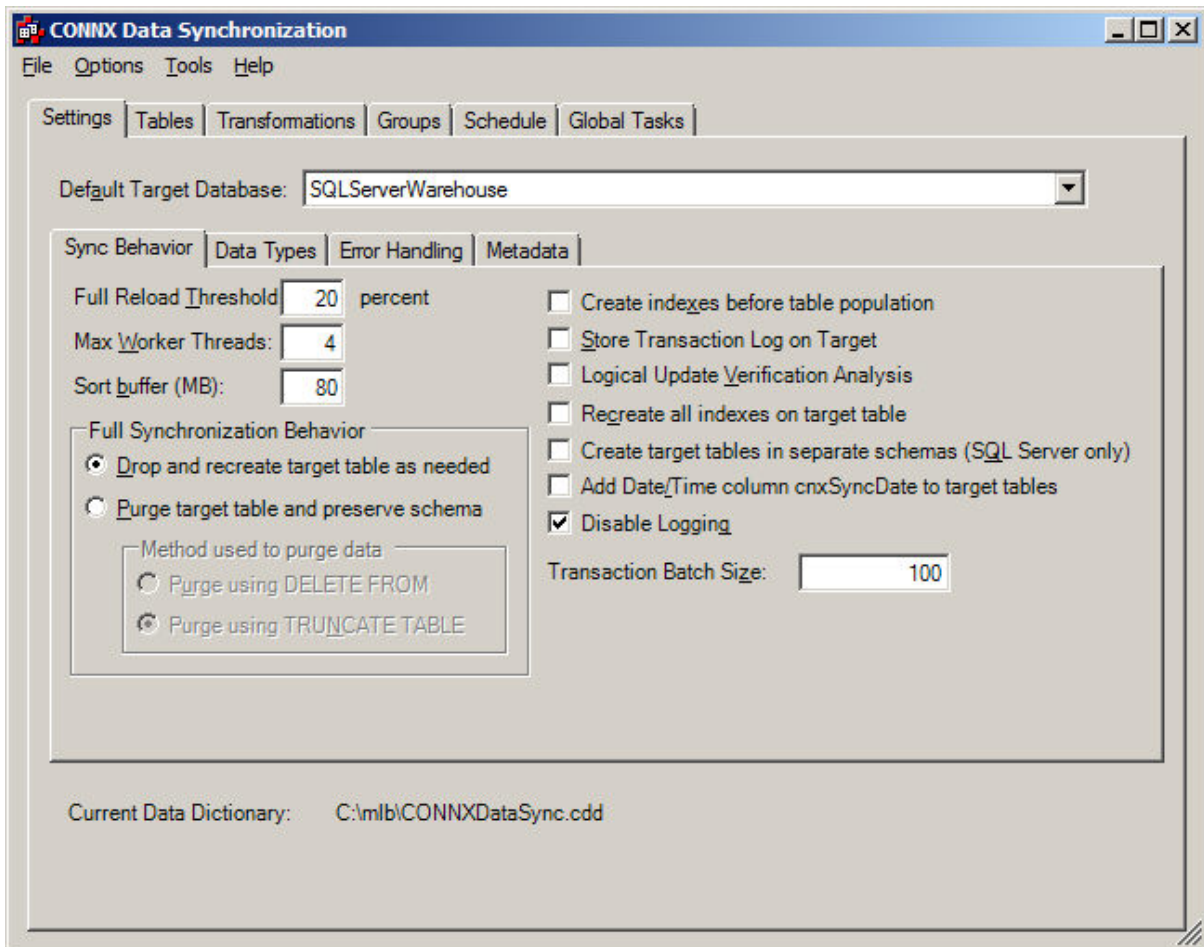 CONNX Data Synchronization
File Options Tools Help
Settings Tables Transformations Groups Schedule Global Tasks
Default Target Database: SQLServerWarehouse
Sync Behavior Data Types Error Handling Metadata
Full Reload Threshold 20 percent
Max Worker Threads: 4
Sort buffer (MB): 80
Full Synchronization Behavior
Drop and recreate target table as needed
Purge target table and preserve schema
Method used to purge data
Purge using DELETE FROM
Purge using TRUNCATE TABLE
Create indexes before table population
Store Transaction Log on Target
Logical Update Verification Analysis
Recreate all indexes on target table
Create target tables in separate schemas (SQL Server only)
Add Date/Time column cnxSyncDate to target tables
Disable Logging
Transaction Batch Size: 100
Current Data Dictionary: C:\mlb\CONNXDataSync.cdd